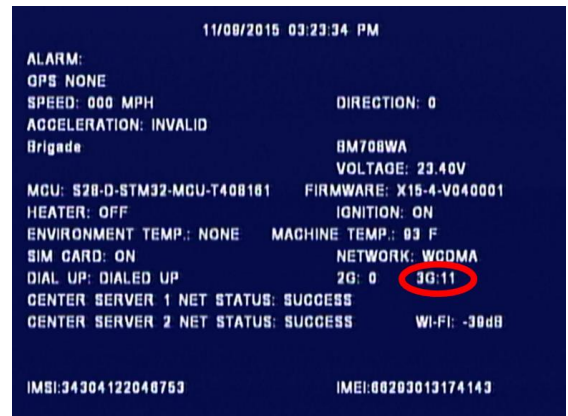 11/09/2015 03:23:34 PM
ALARM:
GPS NONE
SPEED: 000 MPH DIRECTION: 0
ACCELERATION: INVALID
Brigade BM708WA
VOLTAGE: 23.40V
MCU: S28-D-STM32-MCU-T408161 FIRMWARE: X15-4-V040001
HEATER: OFF IGNITION: ON
ENVIRONMENT TEMP.: NONE MACHINE TEMP.: 93 F
SIM CARD: ON NETWORK: WCDMA
DIAL UP: DIALED UP 2G: 0 3G:11
CENTER SERVER 1 NET STATUS: SUCCESS
CENTER SERVER 2 NET STATUS: SUCCESS WI-FI: -39dB
IMSI:34304122046753 IMEI:66293013174143